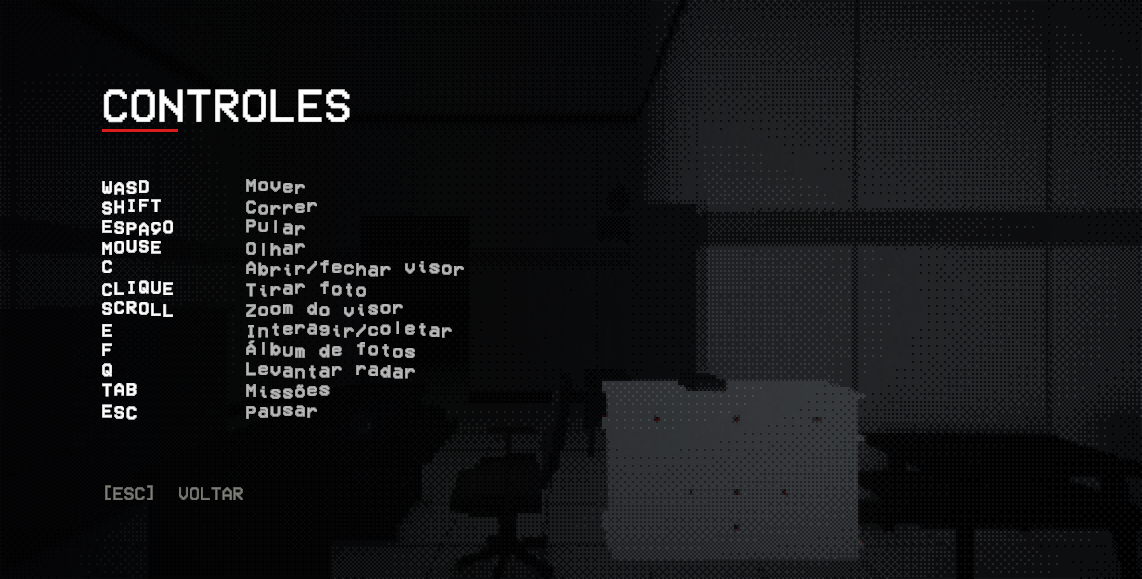 CONTROLES
WASD Mover
SHIFT Correr
ESPAÇO Pular
MOUSE Olhar
C Abrir/fechar visor
CLIQUE Tirar foto
SCROLL Zoom do visor
E Interagir/coletar
F Álbum de fotos
Q Levantar radar
TAB Missões
ESC Pausar
[ESC] VOLTAR